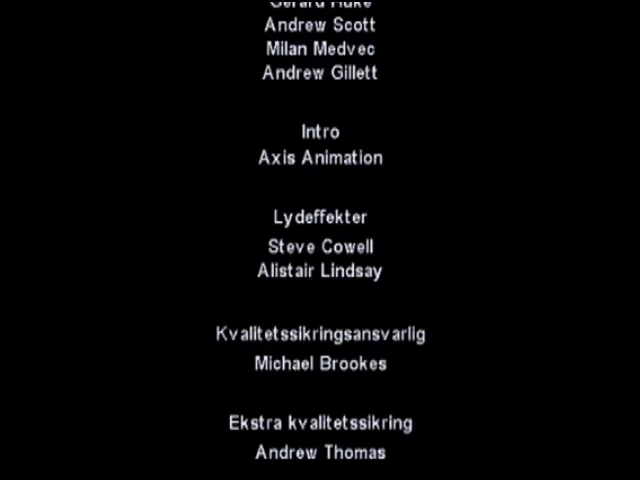 Andrew Scott
Milan Medvec
Andrew Gillett
Intro
Axis Animation
Lydeffekter
Steve Cowell
Alistair Lindsay
Kvalitetssikringsansvarlig
Michael Brookes
Ekstra kvalitetssikring
Andrew Thomas